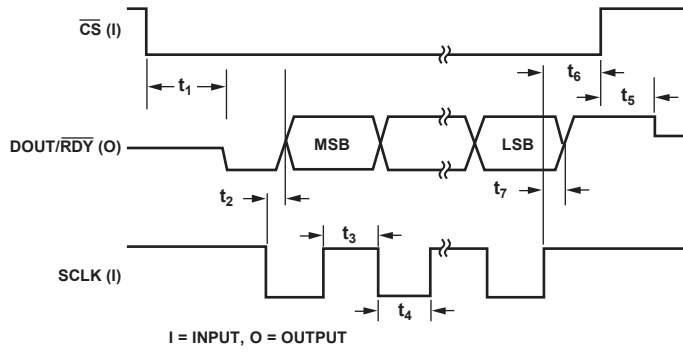 CS (I)
t1
t6
t5
DOUT/RDY (O)
MSB
LSB
t2
t7
t3
SCLK (I)
t4
I = INPUT, O = OUTPUT